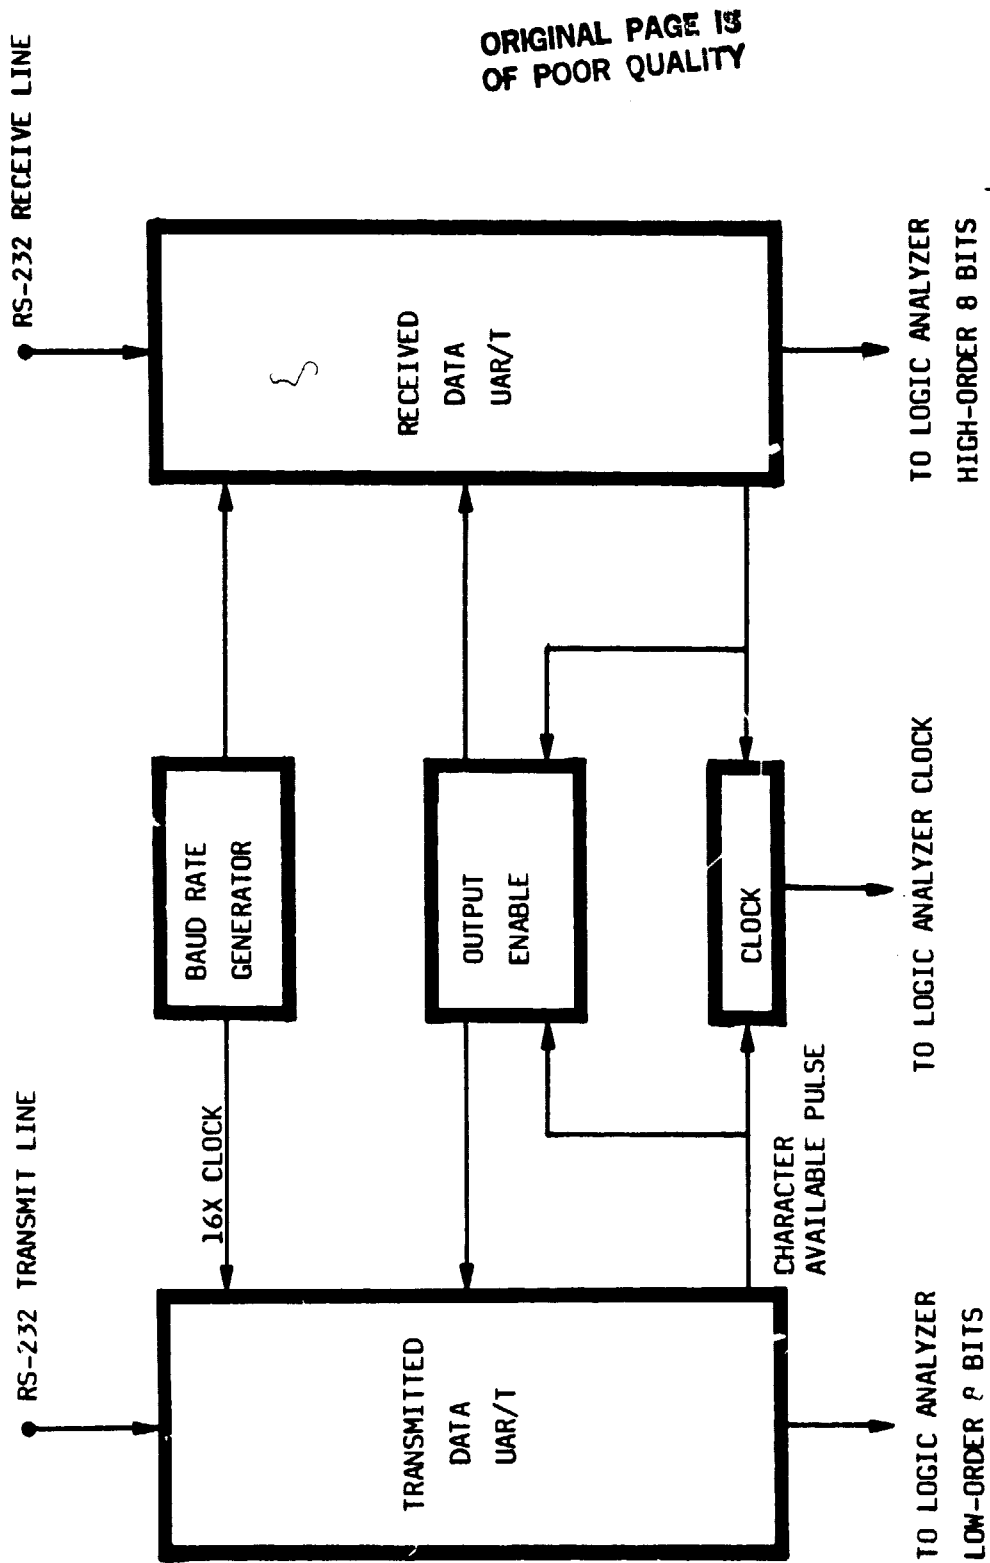 ORIGINAL PAGE IS
OF POOR QUALITY
RS-232 TRANSMIT LINE
RS-232 RECEIVE LINE
16X CLOCK
BAUD RATE
GENERATOR
TRANSMITTED
DATA
UAR/T
OUTPUT
ENABLE
RECEIVED
DATA
UAR/T
CHARACTER
AVAILABLE PULSE
CLOCK
TO LOGIC ANALYZER
LOW-ORDER 8 BITS
TO LOGIC ANALYZER CLOCK
TO LOGIC ANALYZER
HIGH-ORDER 8 BITS